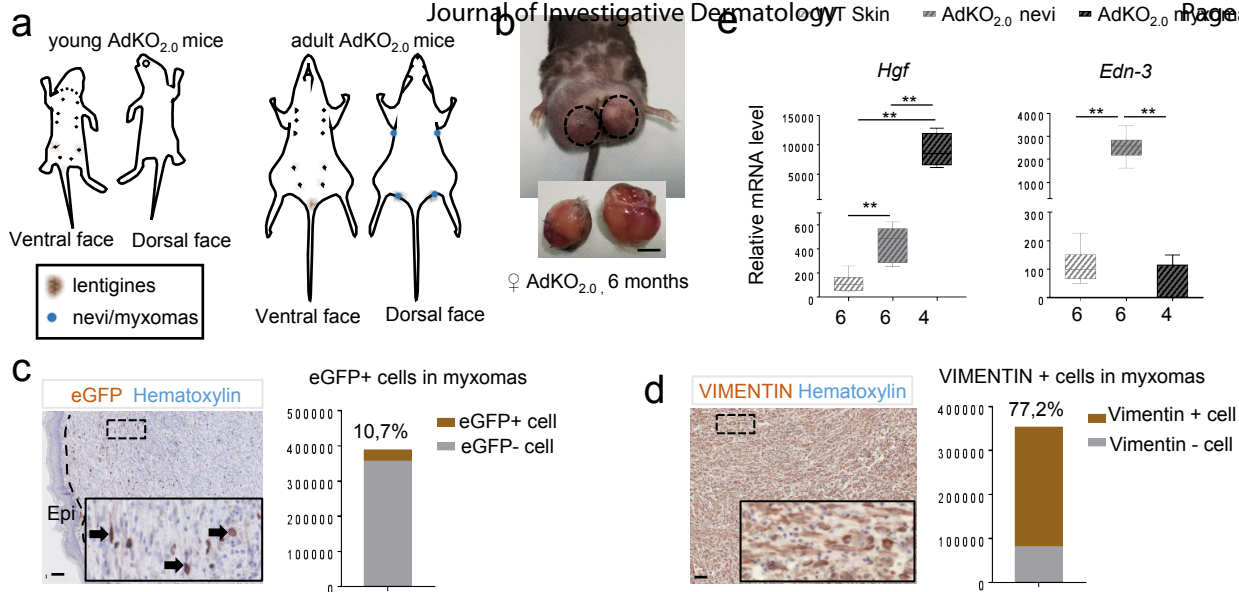 Journal of Investigative Dermatology
a
young AdKO2.0 mice
adult AdKO2.0 mice
Ventral face
Dorsal face
lentigines
nevi/myxomas
Ventral face
Dorsal face
b
♀ AdKO2.0 , 6 months
e
WT Skin
AdKO2.0 nevi
AdKO2.0
Hgf
Edn-3
Relative mRNA level
**
**
**
15000
10000
5000
600
400
200
0
6
6
4
**
**
4000
3000
2000
1000
300
200
100
0
6
6
4
c
eGFP Hematoxylin
Epi
eGFP+ cells in myxomas
500000
400000
300000
200000
100000
0
10,7%
eGFP+ cell
eGFP- cell
d
VIMENTIN Hematoxylin
VIMENTIN + cells in myxomas
400000
300000
200000
100000
0
77,2%
Vimentin + cell
Vimentin - cell